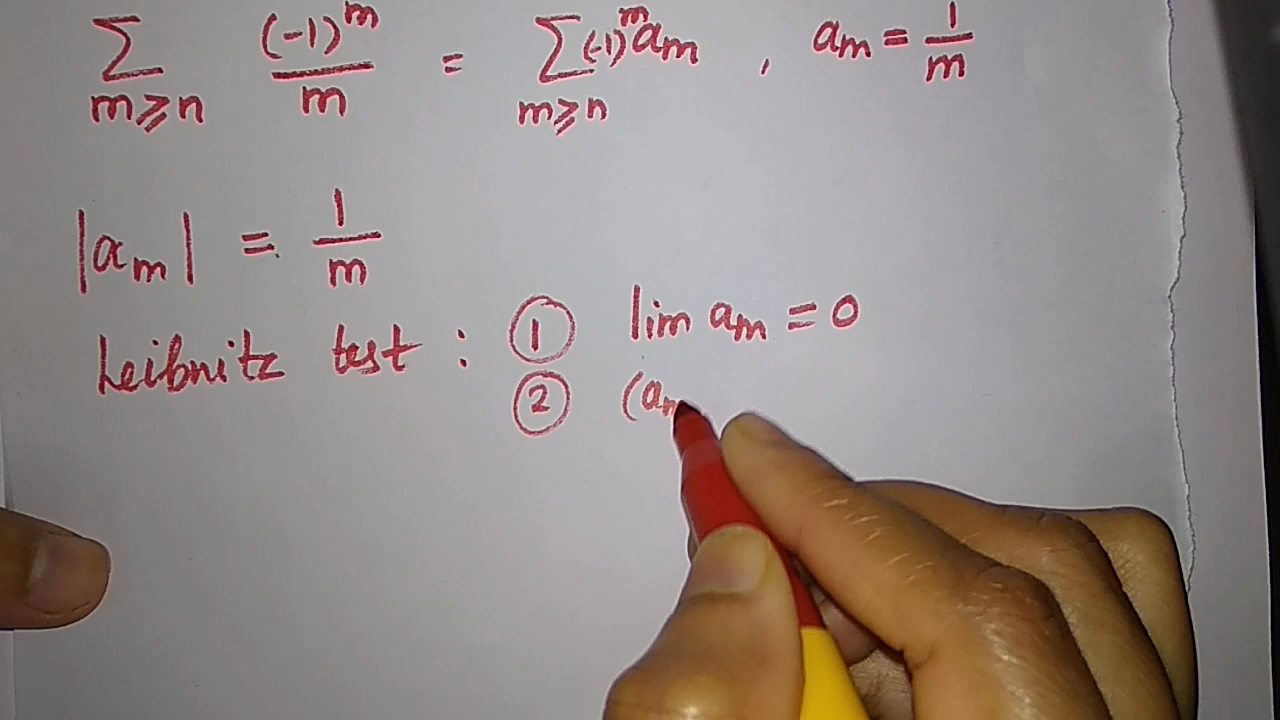 ∑_{m≥n} (-1)^m/m = ∑_{m≥n} (-1)^m a_m , a_m = 1/m
|a_m| = 1/m
Leibnitz test : ① lim a_m = 0
② (a